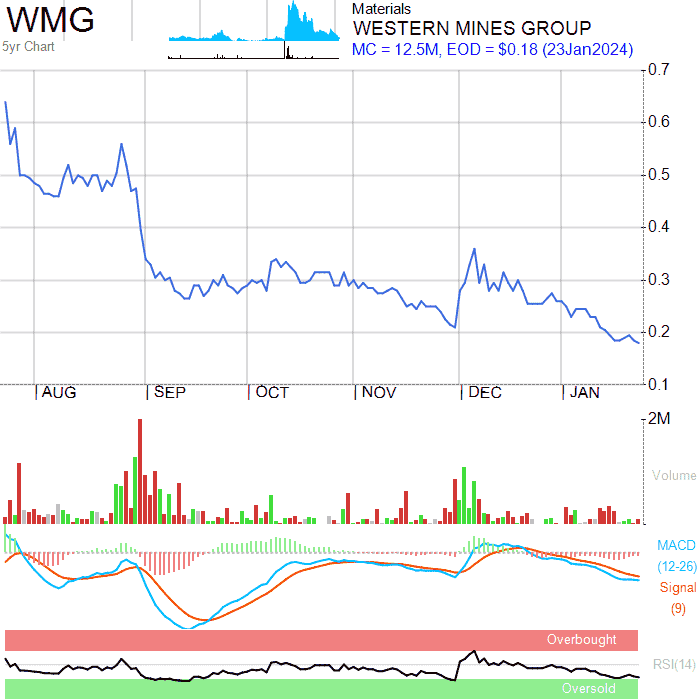 WMG
5yr Chart
Materials
WESTERN MINES GROUP
MC = 12.5M, EOD = $0.18 (23Jan2024)
0.7
0.6
0.5
0.4
0.3
0.2
0.1
AUG SEP OCT NOV DEC JAN
2M
Volume
MACD
(12-26)
Signal
(9)
Overbought
RSI(14)
Oversold